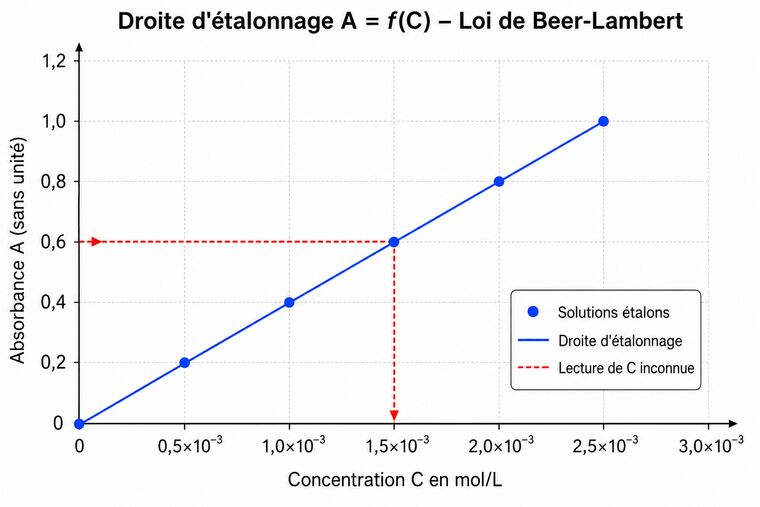 Droite d'étalonnage A = f(C) – Loi de Beer-Lambert
Absorbance A (sans unité)
1,2
1,0
0,8
0,6
0,4
0,2
0
0 0,5×10⁻³ 1,0×10⁻³ 1,5×10⁻³ 2,0×10⁻³ 2,5×10⁻³ 3,0×10⁻³
Concentration C en mol/L
Solutions étalons
Droite d'étalonnage
Lecture de C inconnue